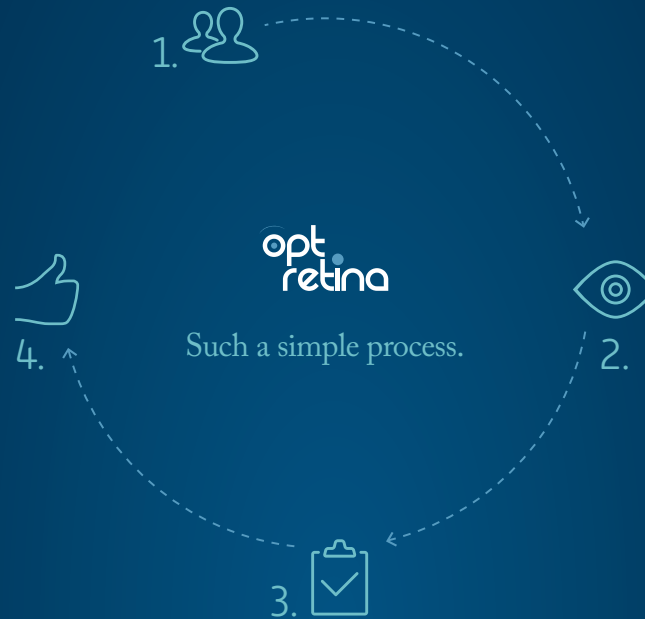 1.
opt
retina
Such a simple process.
4.
2.
3.